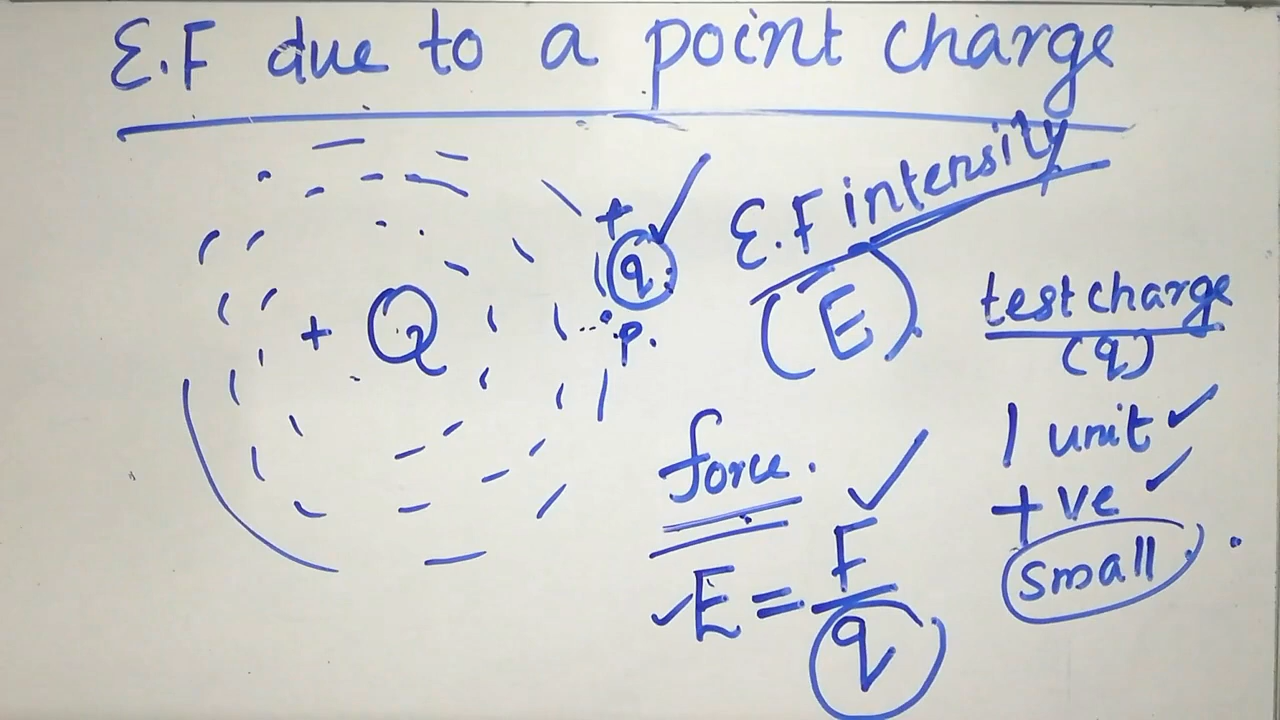 E.F due to a point charge
+ Q
+
q
p.
E.F intensity
(E)
test charge
(q)
1 unit ✓
+ve ✓
small
force.
E = F/q